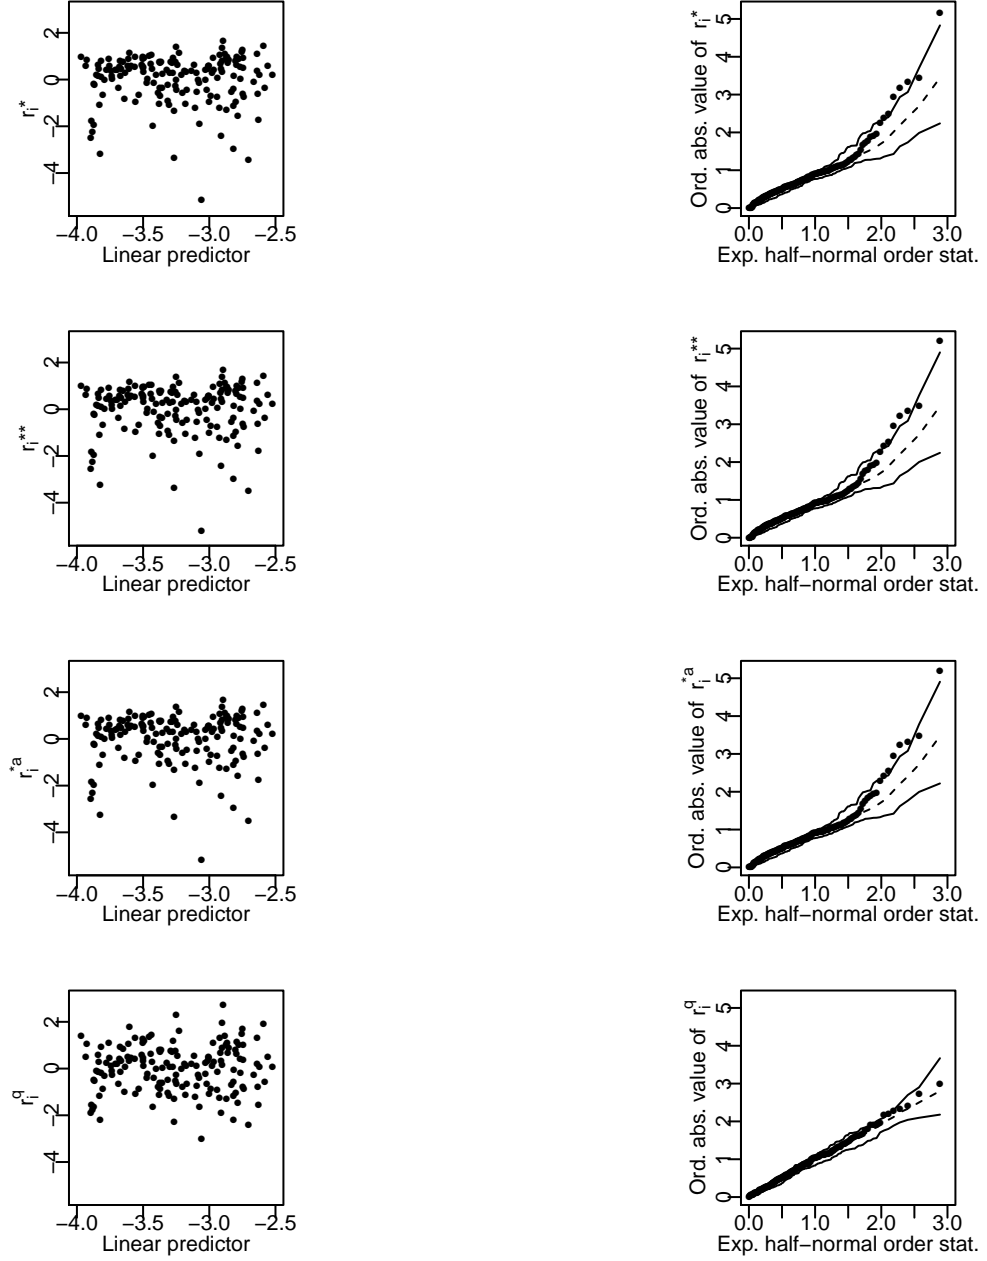 2
0
−2
−4
r_i^*
−4.0 −3.5 −3.0 −2.5
Linear predictor
5
4
3
2
1
0
Ord. abs. value of r_i^*
0.0 1.0 2.0 3.0
Exp. half−normal order stat.
2
0
−2
−4
r_i^**
−4.0 −3.5 −3.0 −2.5
Linear predictor
5
4
3
2
1
0
Ord. abs. value of r_i^**
0.0 1.0 2.0 3.0
Exp. half−normal order stat.
2
0
−2
−4
r_i^*a
−4.0 −3.5 −3.0 −2.5
Linear predictor
5
4
3
2
1
0
Ord. abs. value of r_i^*a
0.0 1.0 2.0 3.0
Exp. half−normal order stat.
2
0
−2
−4
r_i^q
−4.0 −3.5 −3.0 −2.5
Linear predictor
5
4
3
2
1
0
Ord. abs. value of r_i^q
0.0 1.0 2.0 3.0
Exp. half−normal order stat.